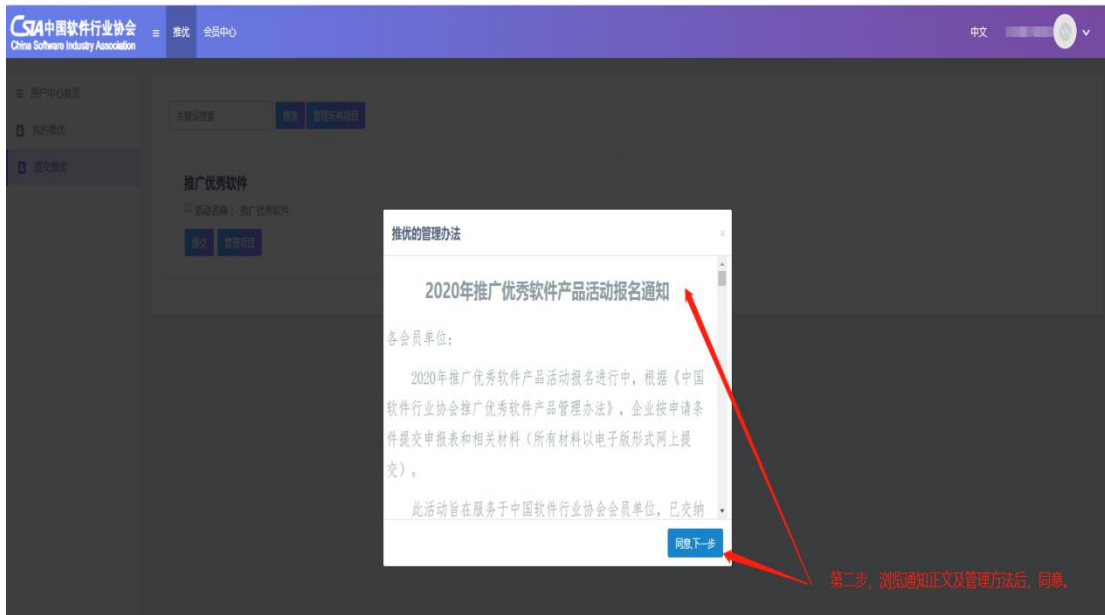 CSIA中国软件行业协会
China Software Industry Association
推优 会员中心
中文
用户中心首页
我的推优
提交推优
关键词搜索 搜索 管理所有项目
推广优秀软件
活动名称： 推广优秀软件
提交 管理项目
推优的管理办法 ×
2020年推广优秀软件产品活动报名通知
各会员单位：
2020年推广优秀软件产品活动报名进行中，根据《中国
软件行业协会推广优秀软件产品管理办法》，企业按申请条
件提交申报表和相关材料（所有材料以电子版形式网上提
交）。
此活动旨在服务于中国软件行业协会会员单位，已交纳
同意,下一步
第二步，浏览通知正文及管理方法后，同意。